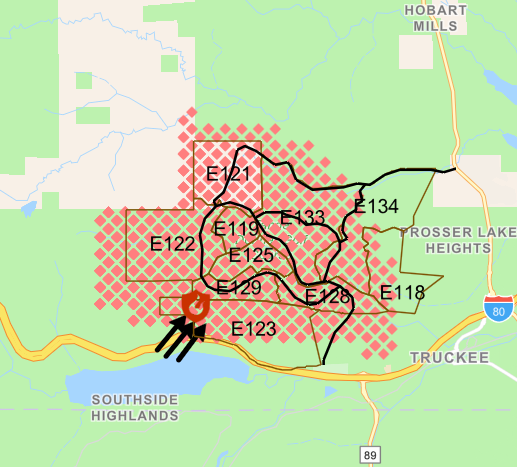 HOBART
MILLS
E121
E134
E133
E119
E122
E125
PROSSER LAKE
HEIGHTS
E129
E128
E118
80
E123
TRUCKEE
SOUTHSIDE
HIGHLANDS
89